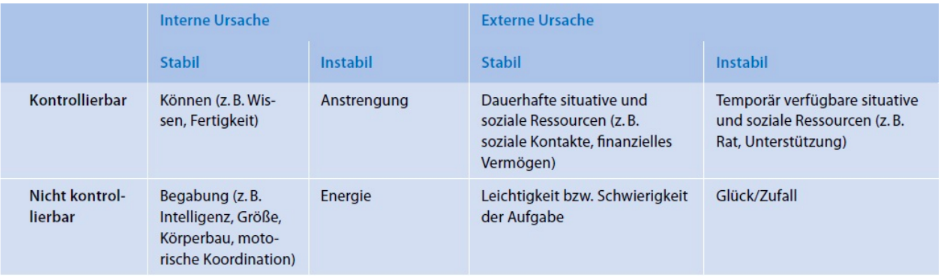 Interne Ursache Externe Ursache
Stabil Instabil Stabil Instabil
Kontrollierbar Können (z. B. Wis- Anstrengung Dauerhafte situative und Temporär verfügbare situative
sen, Fertigkeit) soziale Ressourcen (z. B. und soziale Ressourcen (z. B.
soziale Kontakte, finanzielles Rat, Unterstützung)
Vermögen)
Nicht kontrol- Begabung (z. B. Energie Leichtigkeit bzw. Schwierigkeit Glück/Zufall
lierbar Intelligenz, Größe, der Aufgabe
Körperbau, moto-
rische Koordination)